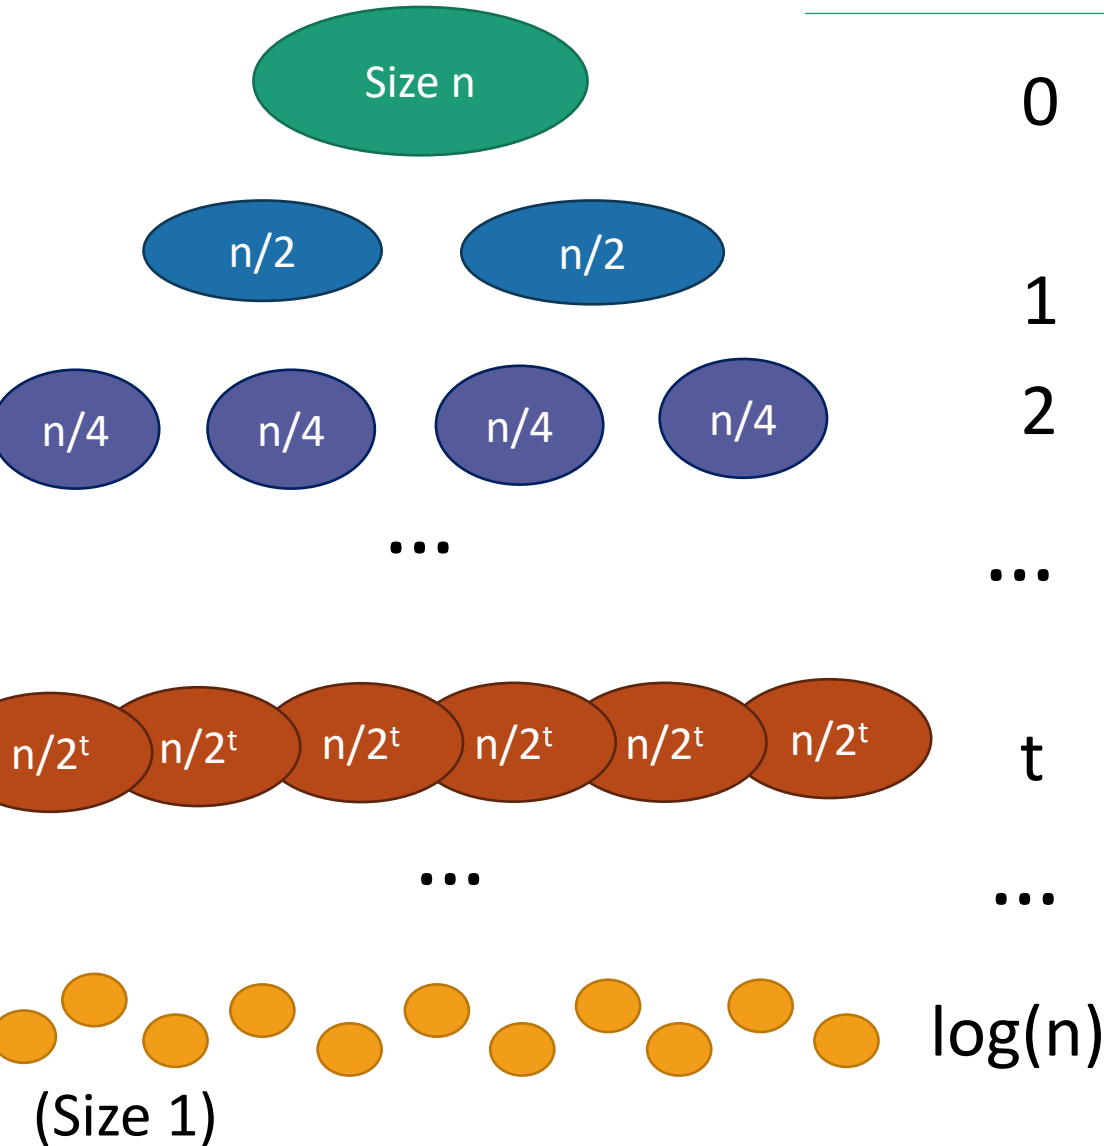 Size n 0
n/2 n/2
1
n/4 n/4 n/4 n/4 2
...
...
n/2ᵗ n/2ᵗ n/2ᵗ n/2ᵗ n/2ᵗ n/2ᵗ t
...
...
log(n)
(Size 1)